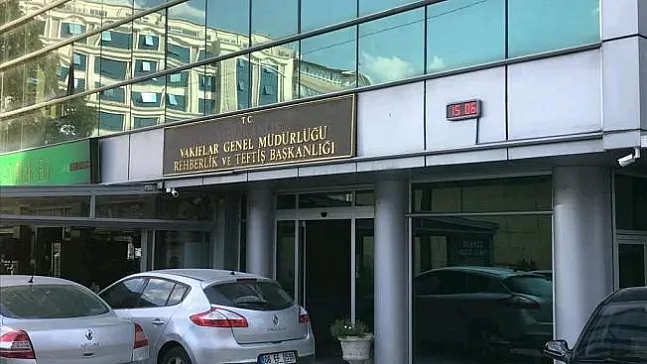 T.C.
VAKIFLAR GENEL MÜDÜRLÜĞÜ
REHBERLİK VE TEFTİŞ BAŞKANLIĞI
15:06